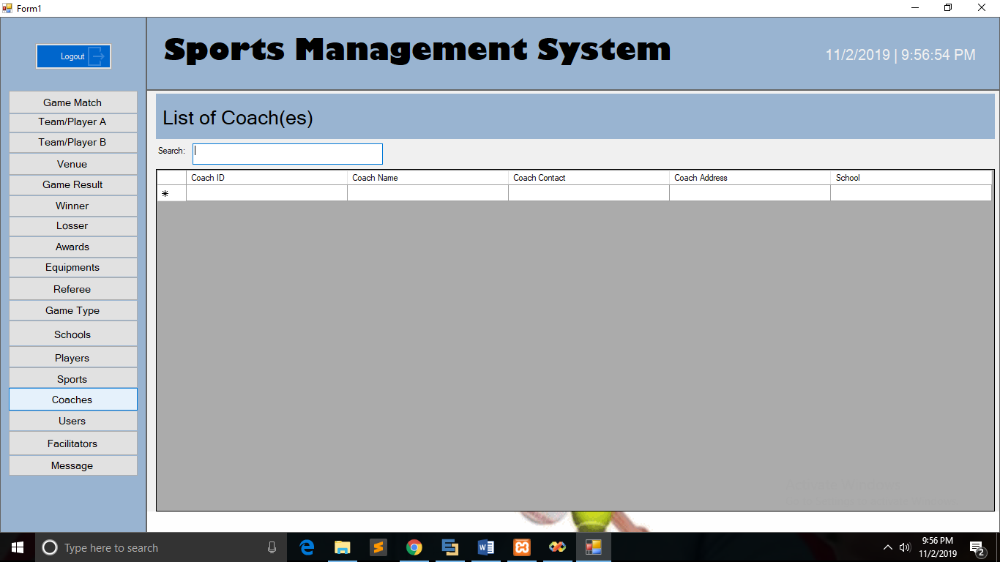 Form1
Logout
Sports Management System
11/2/2019 | 9:56:54 PM
Game Match
Team/Player A
Team/Player B
Venue
Game Result
Winner
Losser
Awards
Equipments
Referee
Game Type
Schools
Players
Sports
Coaches
Users
Facilitators
Message
List of Coach(es)
Search:
Coach ID
Coach Name
Coach Contact
Coach Address
School
Type here to search
9:56 PM
11/2/2019
2